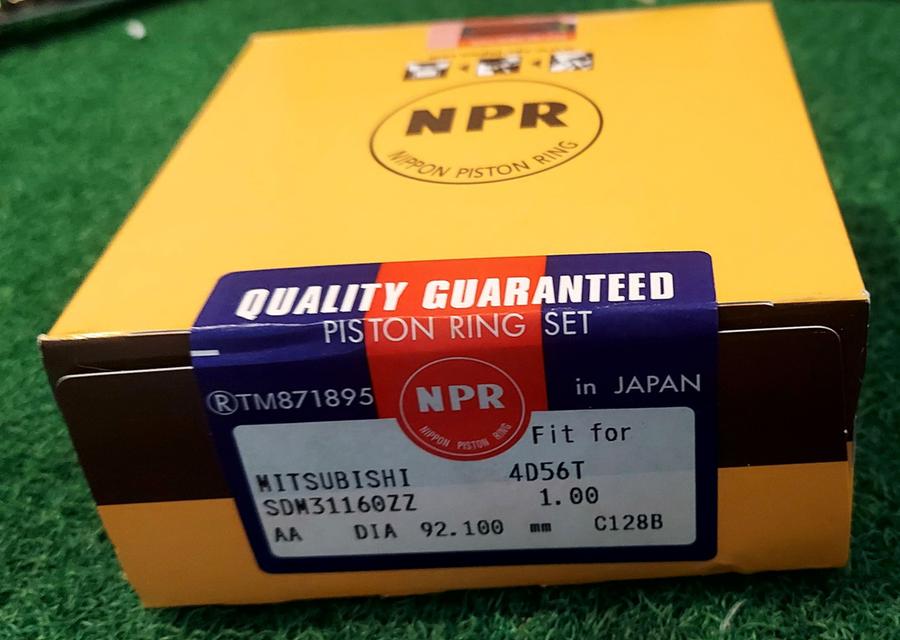 NPR
NIPPON PISTON RING
QUALITY GUARANTEED
PISTON RING SET
®TM871895
in JAPAN
NPR
NIPPON PISTON RING
Fit for
MITSUBISHI 4D56T
SDM31160ZZ 1.00
AA DIA 92.100 mm C128B